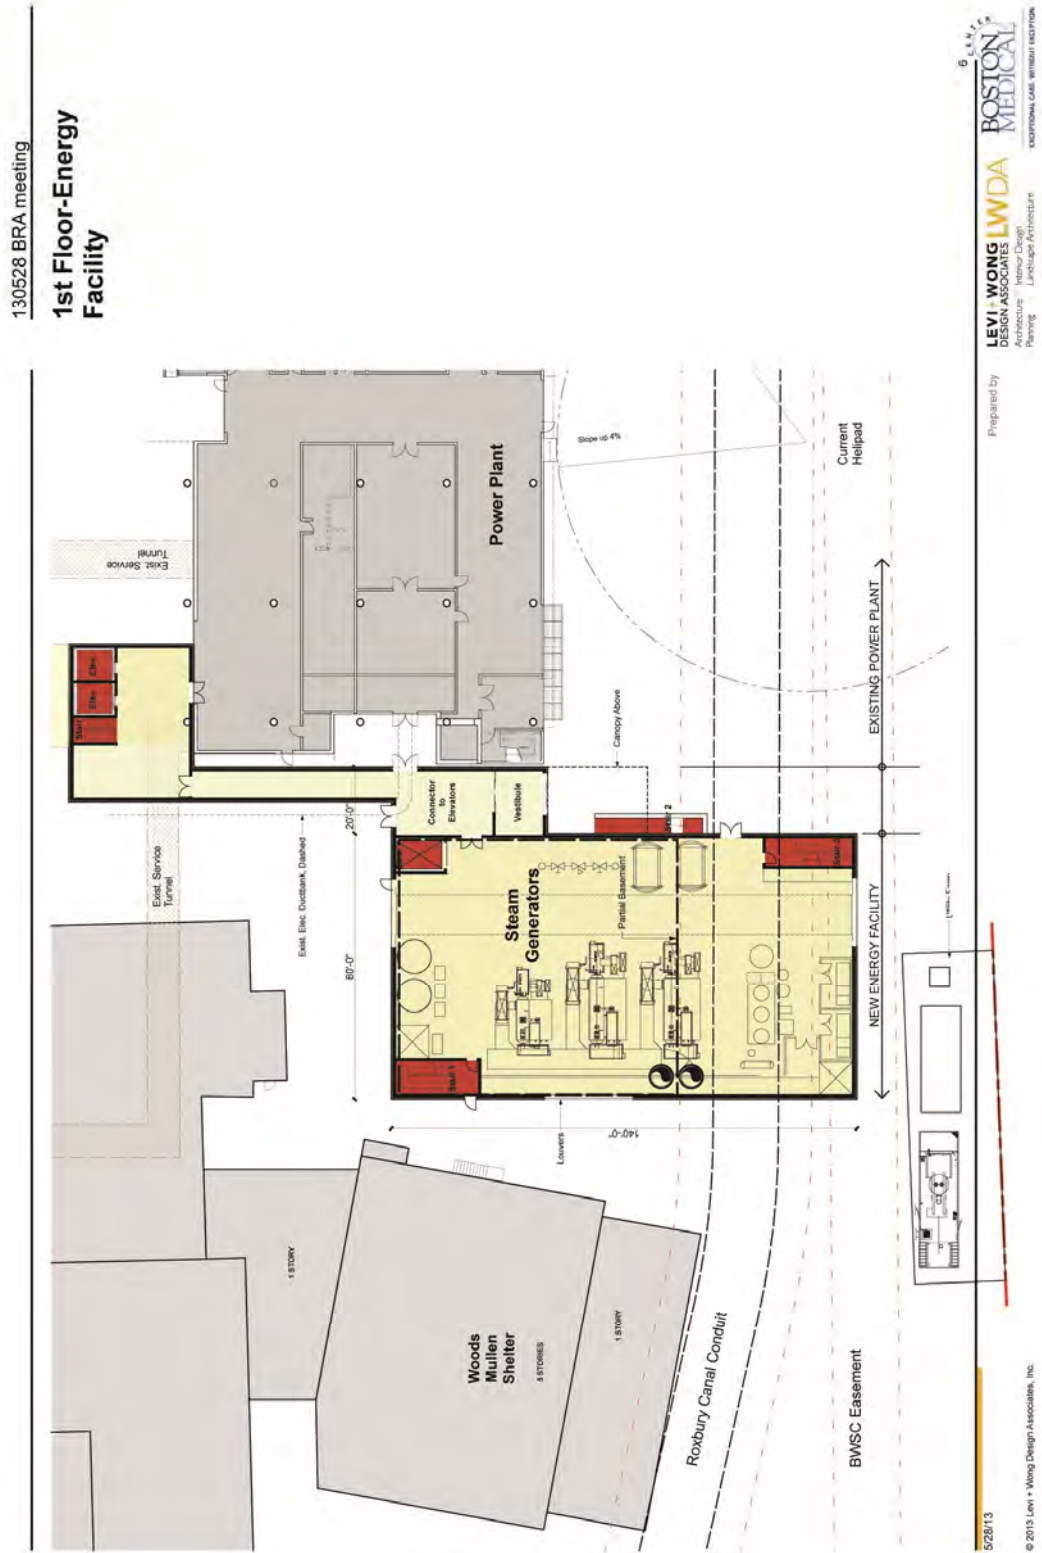 130528 BRA meeting
1st Floor-Energy
Facility
Exist. Service
Tunnel
Power Plant
Slope up 4%
Current
Helipad
Elev.
Elev.
Stair
Connector
to
Elevators
Vestibule
Canopy Above
Stair 2
EXISTING POWER PLANT
20'-0"
Exist. Service
Tunnel
Exist. Elec. Ductbank, Dashed
80'-0"
Steam
Generators
Partial Basement
Stair 2
NEW ENERGY FACILITY
Stair 1
Louvers
140'-0"
1 STORY
Woods
Mullen
Shelter
5 STORIES
1 STORY
Roxbury Canal Conduit
BWSC Easement
5/28/13
© 2013 Levi + Wong Design Associates, Inc.
Prepared by
LEVI + WONG
DESIGN ASSOCIATES
LWDA
Architecture Interior Design
Planning Landscape Architecture
6
BOSTON
MEDICAL
CENTER
EXCEPTIONAL CARE. WITHOUT EXCEPTION.